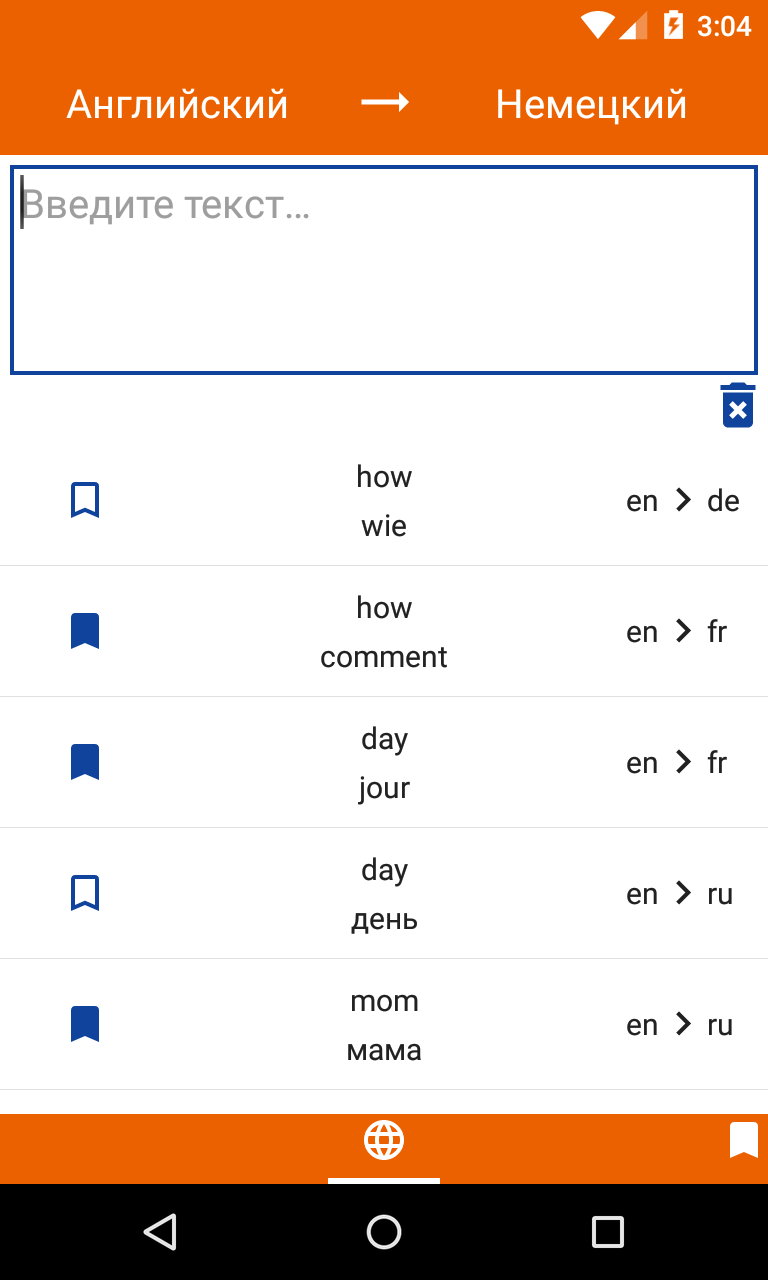 3:04
Английский Немецкий
Введите текст...
how
wie
en de
how
comment
en fr
day
jour
en fr
day
день
en ru
mom
мама
en ru